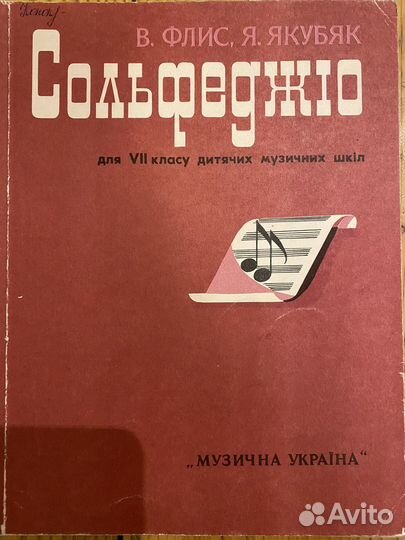 В. ФЛИС, Я. ЯКУБЯК
Сольфеджіо
для VII класу дитячих музичних шкіл
„МУЗИЧНА УКРАЇНА"
Avito